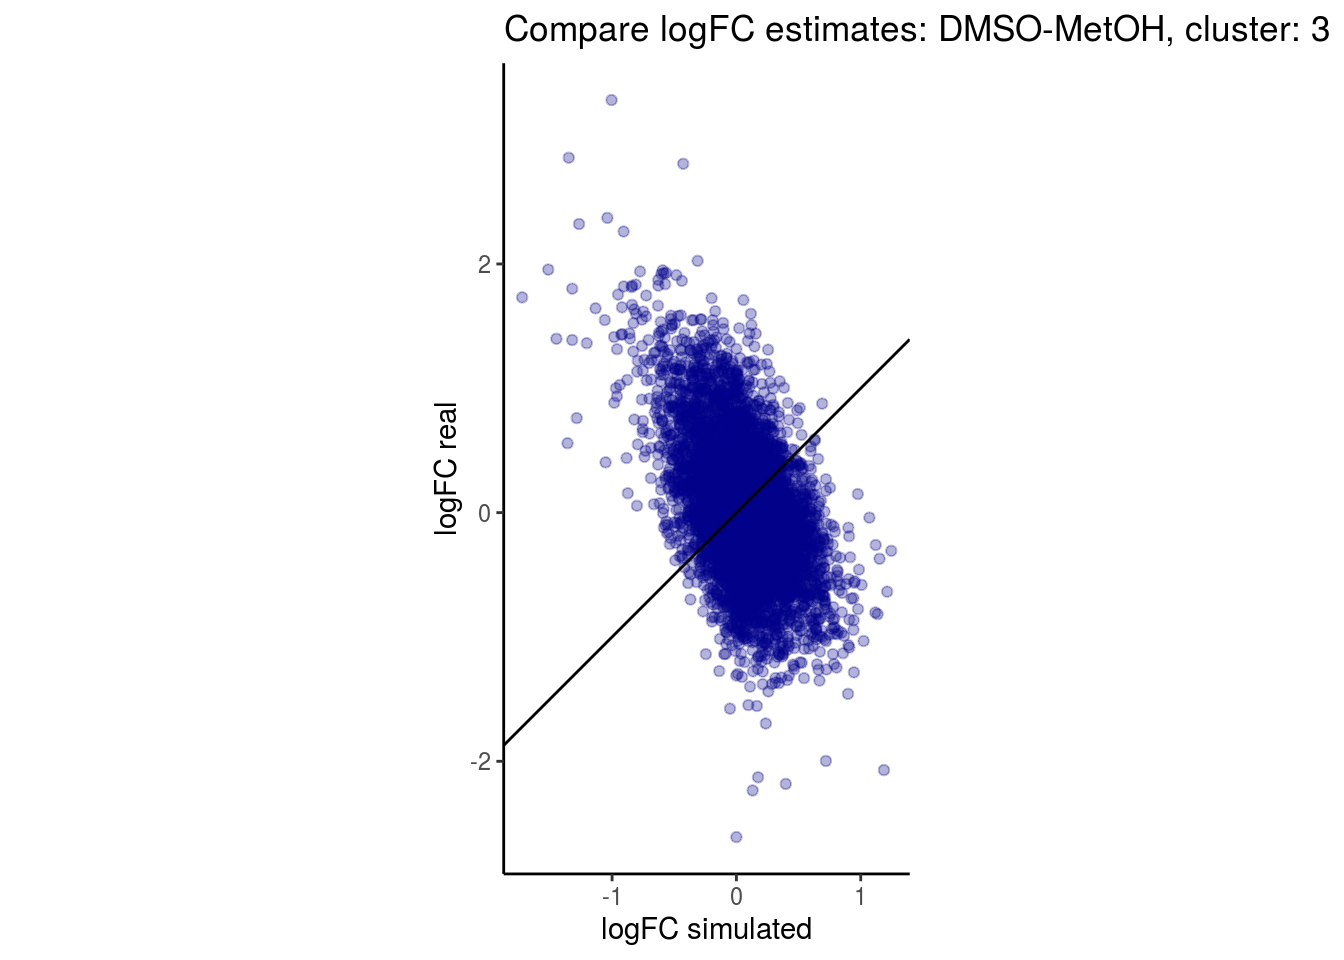 Compare logFC estimates: DMSO-MetOH, cluster: 3
2
0
-2
logFC real
-1 0 1
logFC simulated